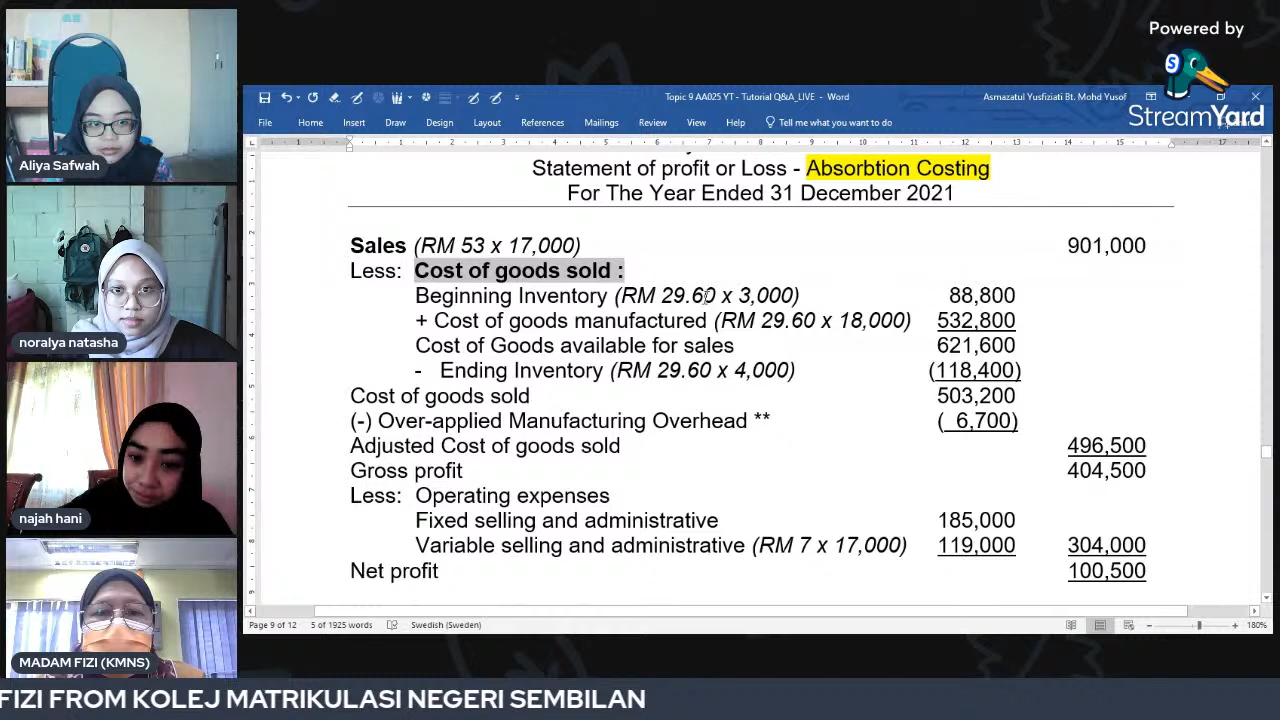 Powered by
StreamYard
Aliya Safwah
noralya natasha
najah hani
MADAM FIZI (KMNS)
Topic 9 AA025 YT - Tutorial Q&A_LIVE - Word
Asmazatul Yusfiziati Bt. Mohd Yusof
File Home Insert Draw Design Layout References Mailings Review View Help Tell me what you want to do
Statement of profit or Loss - Absorbtion Costing
For The Year Ended 31 December 2021
Sales (RM 53 x 17,000) 901,000
Less: Cost of goods sold :
Beginning Inventory (RM 29.60 x 3,000) 88,800
+ Cost of goods manufactured (RM 29.60 x 18,000) 532,800
Cost of Goods available for sales 621,600
- Ending Inventory (RM 29.60 x 4,000) (118,400)
Cost of goods sold 503,200
(-) Over-applied Manufacturing Overhead ** ( 6,700)
Adjusted Cost of goods sold 496,500
Gross profit 404,500
Less: Operating expenses
Fixed selling and administrative 185,000
Variable selling and administrative (RM 7 x 17,000) 119,000 304,000
Net profit 100,500
Page 9 of 12 5 of 1925 words Swedish (Sweden) 180%
FIZI FROM KOLEJ MATRIKULASI NEGERI SEMBILAN